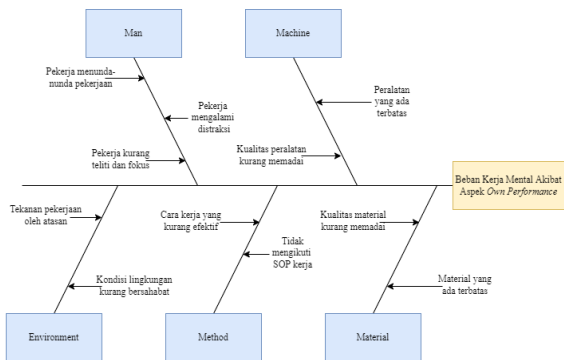 Man
Machine
Pekerja menunda-
nunda pekerjaan
Pekerja
mengalami
distraksi
Pekerja kurang
teliti dan fokus
Peralatan
yang ada
terbatas
Kualitas peralatan
kurang memadai
Beban Kerja Mental Akibat
Aspek Own Performance
Tekanan pekerjaan
oleh atasan
Kondisi lingkungan
kurang bersahabat
Cara kerja yang
kurang efektif
Tidak
mengikuti
SOP kerja
Kualitas material
kurang memadai
Material yang
ada terbatas
Environment
Method
Material